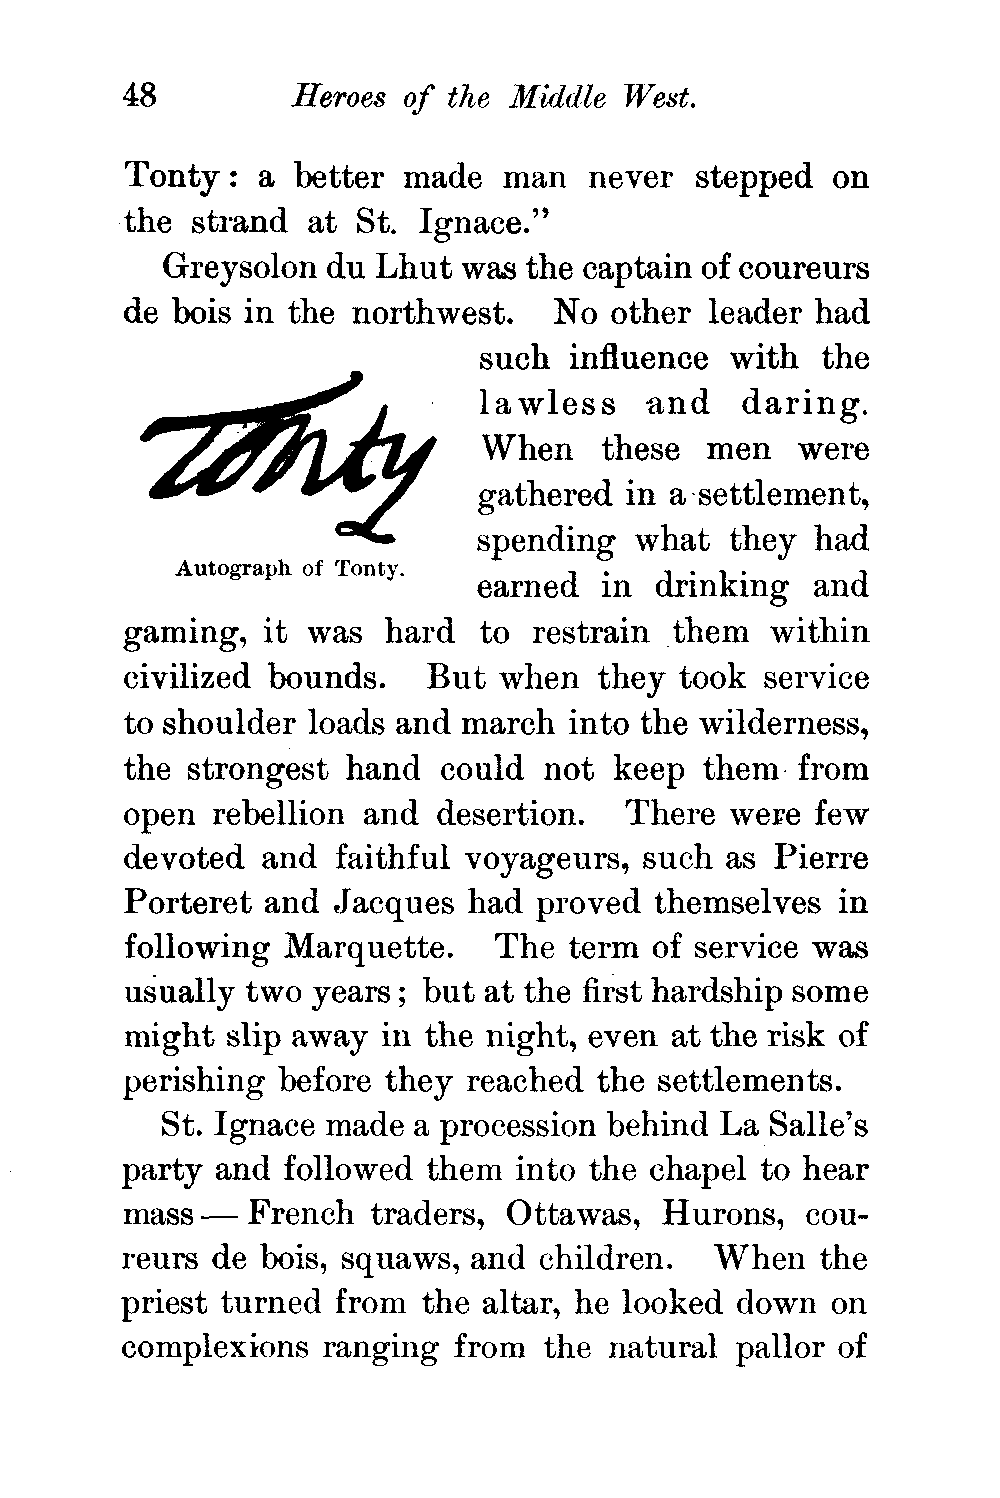 48 Heroes of the Middle West.
Tonty: a better made man never stepped on
the strand at St. Ignace."
Greysolon du Lhut was the captain of coureurs
de bois in the northwest. No other leader had
such influence with the
lawless and daring.
When these men were
gathered in a settlement,
spending what they had
earned in drinking and
Tonty
Autograph of Tonty.
gaming, it was hard to restrain them within
civilized bounds. But when they took service
to shoulder loads and march into the wilderness,
the strongest hand could not keep them from
open rebellion and desertion. There were few
devoted and faithful voyageurs, such as Pierre
Porteret and Jacques had proved themselves in
following Marquette. The term of service was
usually two years; but at the first hardship some
might slip away in the night, even at the risk of
perishing before they reached the settlements.
St. Ignace made a procession behind La Salle's
party and followed them into the chapel to hear
mass — French traders, Ottawas, Hurons, cou-
reurs de bois, squaws, and children. When the
priest turned from the altar, he looked down on
complexions ranging from the natural pallor of